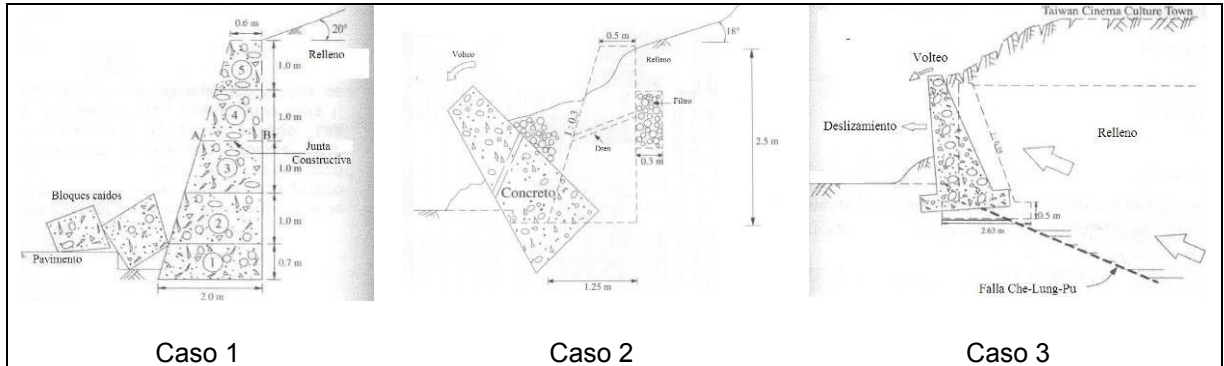 0.6 m
20°
Relleno
5
1.0 m
4
1.0 m
A
B
Junta
Constructiva
3
1.0 m
Bloques caidos
2
1.0 m
Pavimento
1
0.7 m
2.0 m
Caso 1
0.5 m
18°
Volteo
Relleno
Filtro
1:0.3
Dren
2.5 m
0.3 m
Concreto
1.25 m
Caso 2
Taiwan Cinema Culture Town
Volteo
Deslizamiento
Relleno
0.5 m
2.63 m
Falla Che-Lung-Pu
Caso 3